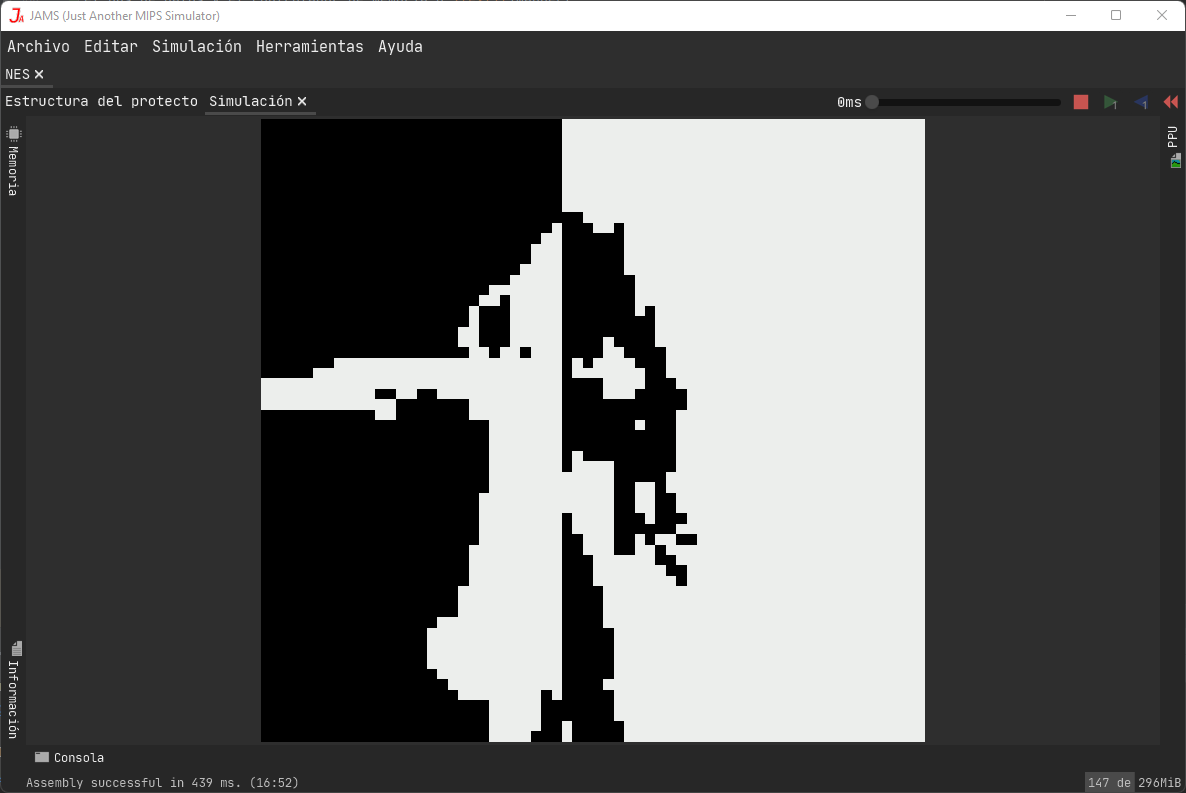 JAMS (Just Another MIPS Simulator)
Archivo Editar Simulación Herramientas Ayuda
NES
Estructura del protecto Simulación 0ms
Memoria
PPU
Información
Consola
Assembly successful in 439 ms. (16:52) 147 de 296MiB